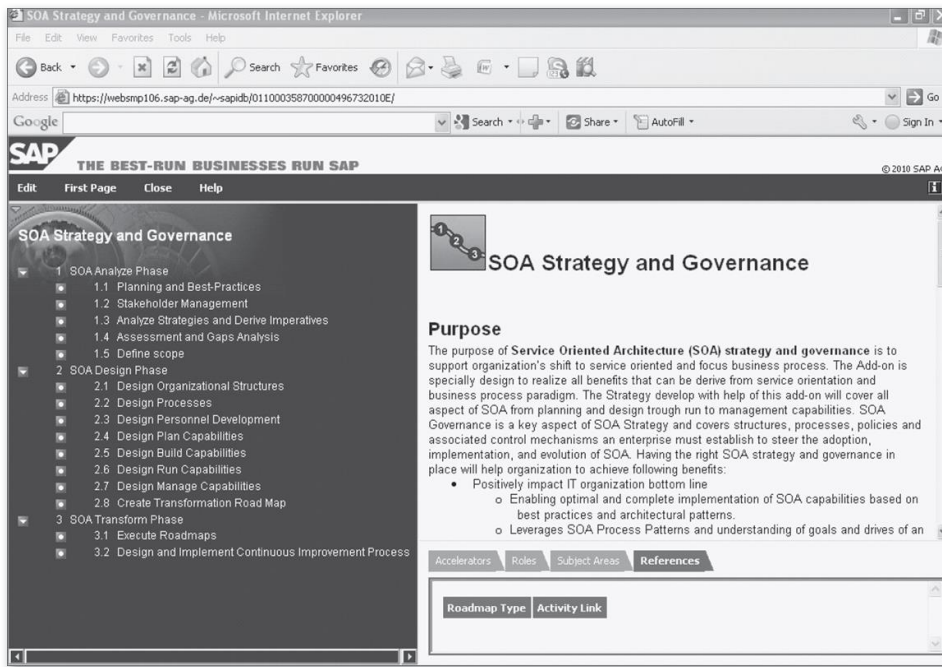 SOA Strategy and Governance - Microsoft Internet Explorer
File Edit View Favorites Tools Help
Back Search Favorites
Address https://websmp106.sap-ag.de/~sapidb/011000358700000496732010E/ Go
Google Search Share AutoFill Sign In
SAP THE BEST-RUN BUSINESSES RUN SAP
© 2010 SAP AG
Edit First Page Close Help
SOA Strategy and Governance
1 SOA Analyze Phase
1.1 Planning and Best-Practices
1.2 Stakeholder Management
1.3 Analyze Strategies and Derive Imperatives
1.4 Assessment and Gaps Analysis
1.5 Define scope
2 SOA Design Phase
2.1 Design Organizational Structures
2.2 Design Processes
2.3 Design Personnel Development
2.4 Design Plan Capabilities
2.5 Design Build Capabilities
2.6 Design Run Capabilities
2.7 Design Manage Capabilities
2.8 Create Transformation Road Map
3 SOA Transform Phase
3.1 Execute Roadmaps
3.2 Design and Implement Continuous Improvement Process
1
2
3
SOA Strategy and Governance
Purpose
The purpose of Service Oriented Architecture (SOA) strategy and governance is to
support organization's shift to service oriented and focus business process. The Add-on is
specially design to realize all benefits that can be derive from service orientation and
business process paradigm. The Strategy develop with help of this add-on will cover all
aspect of SOA from planning and design trough run to management capabilities. SOA
Governance is a key aspect of SOA Strategy and covers structures, processes, policies and
associated control mechanisms an enterprise must establish to steer the adoption,
implementation, and evolution of SOA. Having the right SOA strategy and governance in
place will help organization to achieve following benefits:
• Positively impact IT organization bottom line
o Enabling optimal and complete implementation of SOA capabilities based on
best practices and architectural patterns.
o Leverages SOA Process Patterns and understanding of goals and drives of an
Accelerators Roles Subject Areas References
Roadmap Type Activity Link